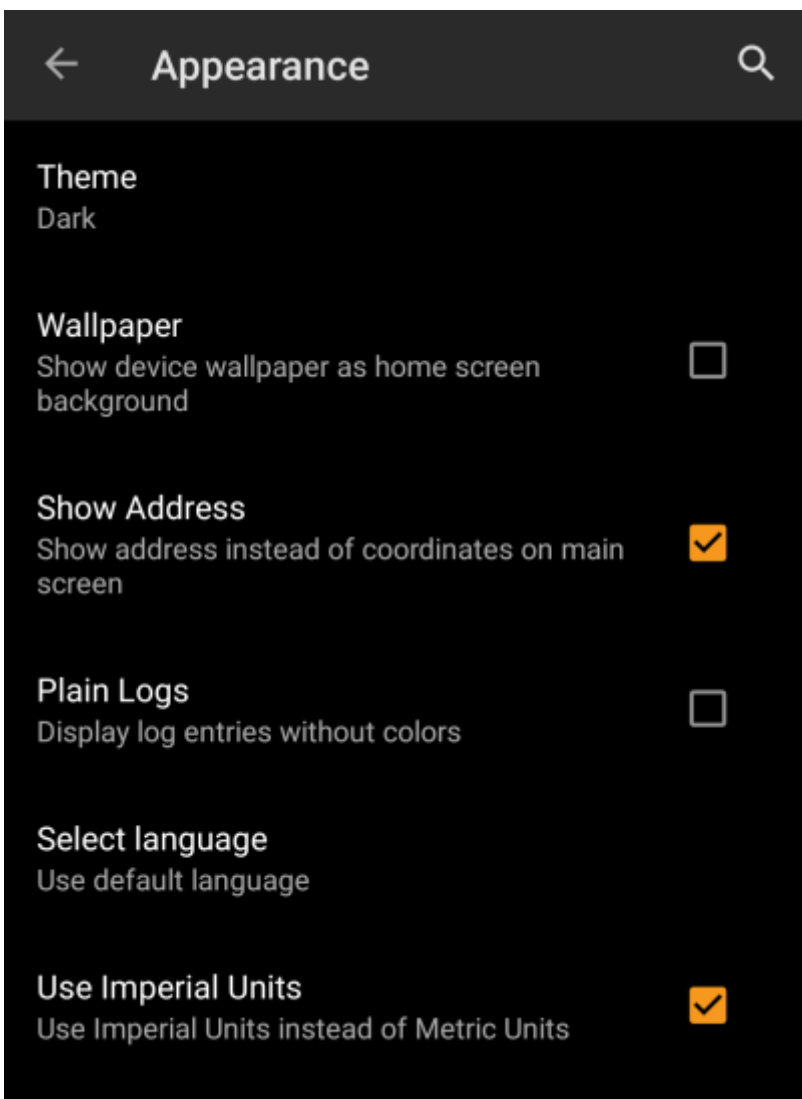 Appearance
Theme
Dark
Wallpaper
Show device wallpaper as home screen
background
Show Address
Show address instead of coordinates on main
screen
Plain Logs
Display log entries without colors
Select language
Use default language
Use Imperial Units
Use Imperial Units instead of Metric Units